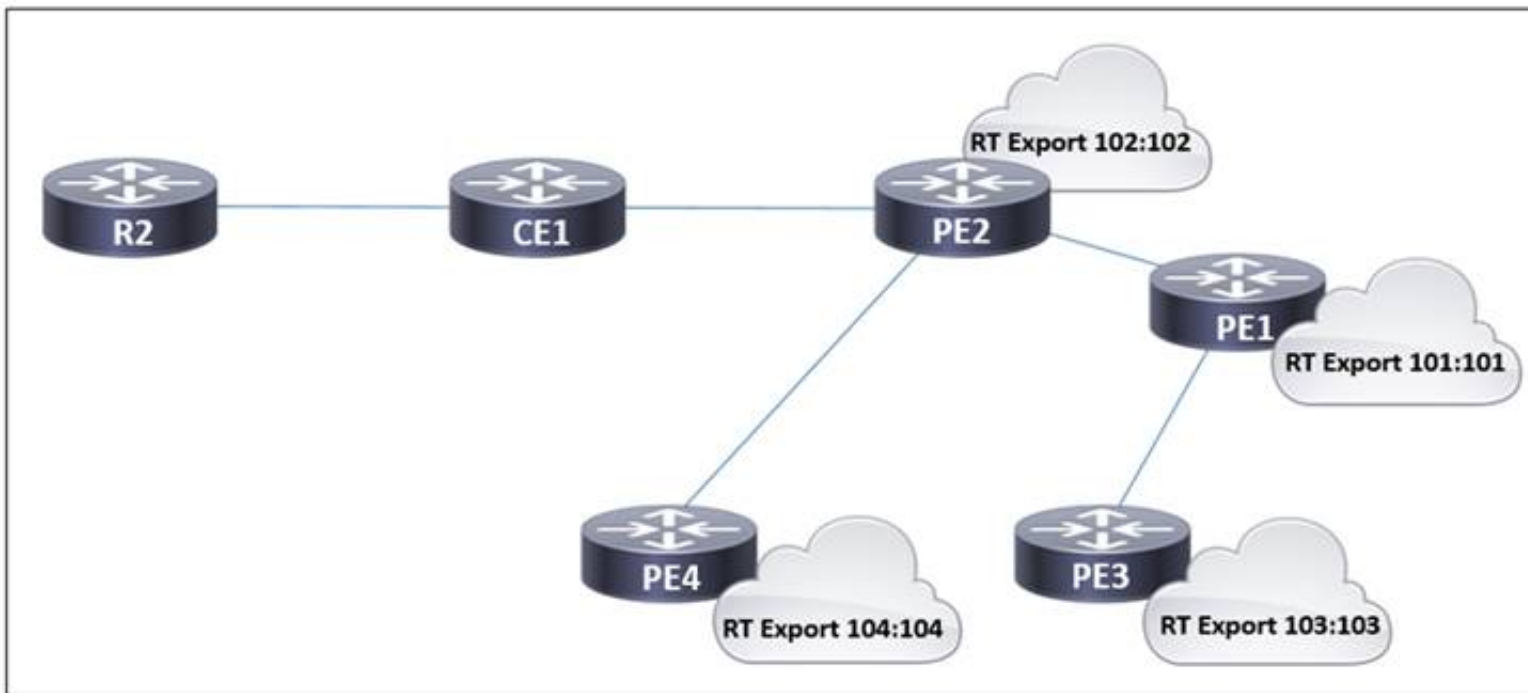 RT Export 102:102
R2
CE1
PE2
PE1
RT Export 101:101
PE4
RT Export 104:104
PE3
RT Export 103:103